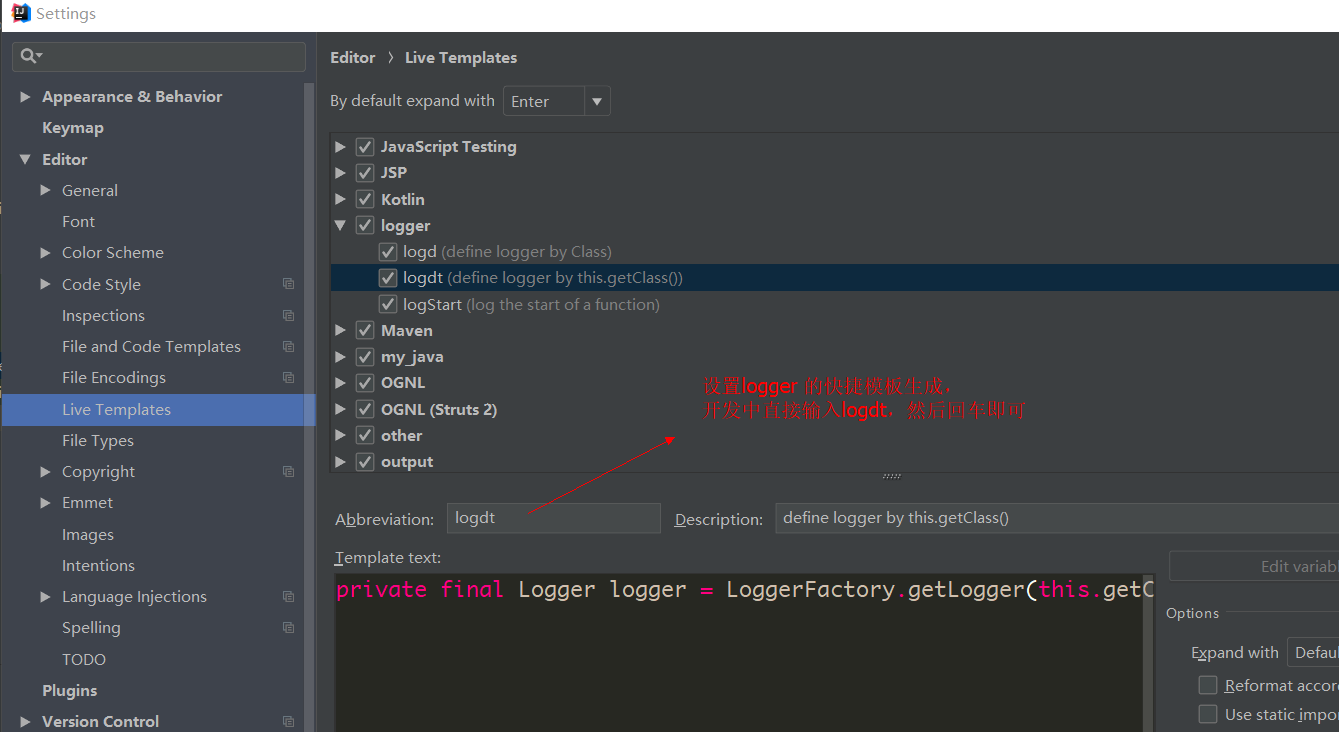 Settings
Appearance & Behavior
Keymap
Editor
General
Font
Color Scheme
Code Style
Inspections
File and Code Templates
File Encodings
Live Templates
File Types
Copyright
Emmet
Images
Intentions
Language Injections
Spelling
TODO
Plugins
Version Control
Editor › Live Templates
By default expand with Enter
JavaScript Testing
JSP
Kotlin
logger
logd (define logger by Class)
logdt (define logger by this.getClass())
logStart (log the start of a function)
Maven
my_java
OGNL
OGNL (Struts 2)
other
output
设置logger 的快捷模板生成,
开发中直接输入logdt, 然后回车即可
Abbreviation: logdt Description: define logger by this.getClass()
Template text:
private final Logger logger = LoggerFactory.getLogger(this.getC
Edit variabl
Options
Expand with Defaul
Reformat accor
Use static impor